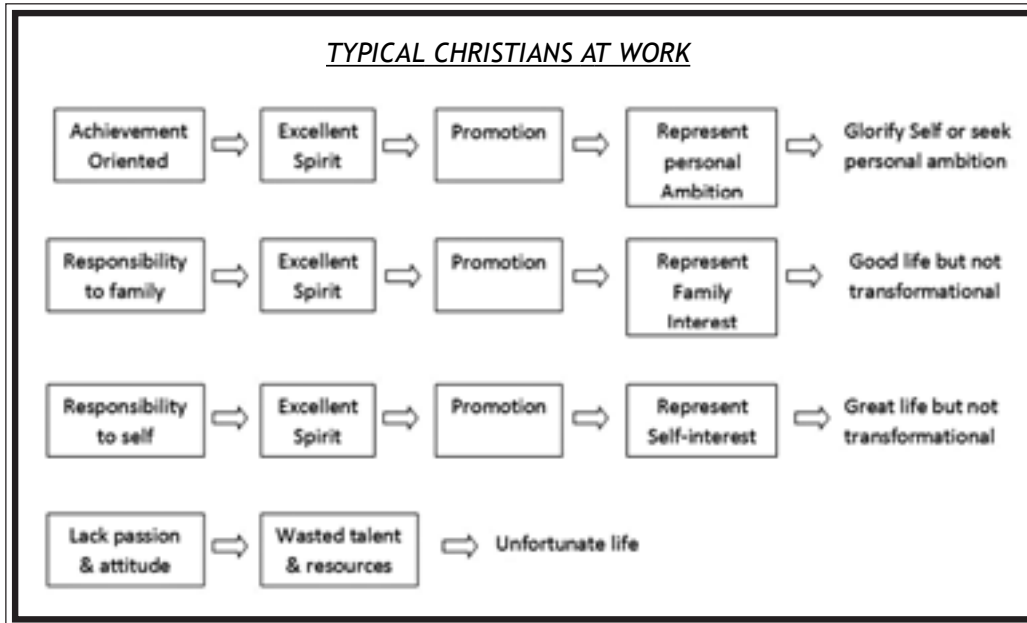 TYPICAL CHRISTIANS AT WORK
Achievement
Oriented
Excellent
Spirit
Promotion
Represent
personal
Ambition
Glorify Self or seek
personal ambition
Responsibility
to family
Excellent
Spirit
Promotion
Represent
Family
Interest
Good life but not
transformational
Responsibility
to self
Excellent
Spirit
Promotion
Represent
Self-interest
Great life but not
transformational
Lack passion
& attitude
Wasted talent
& resources
Unfortunate life